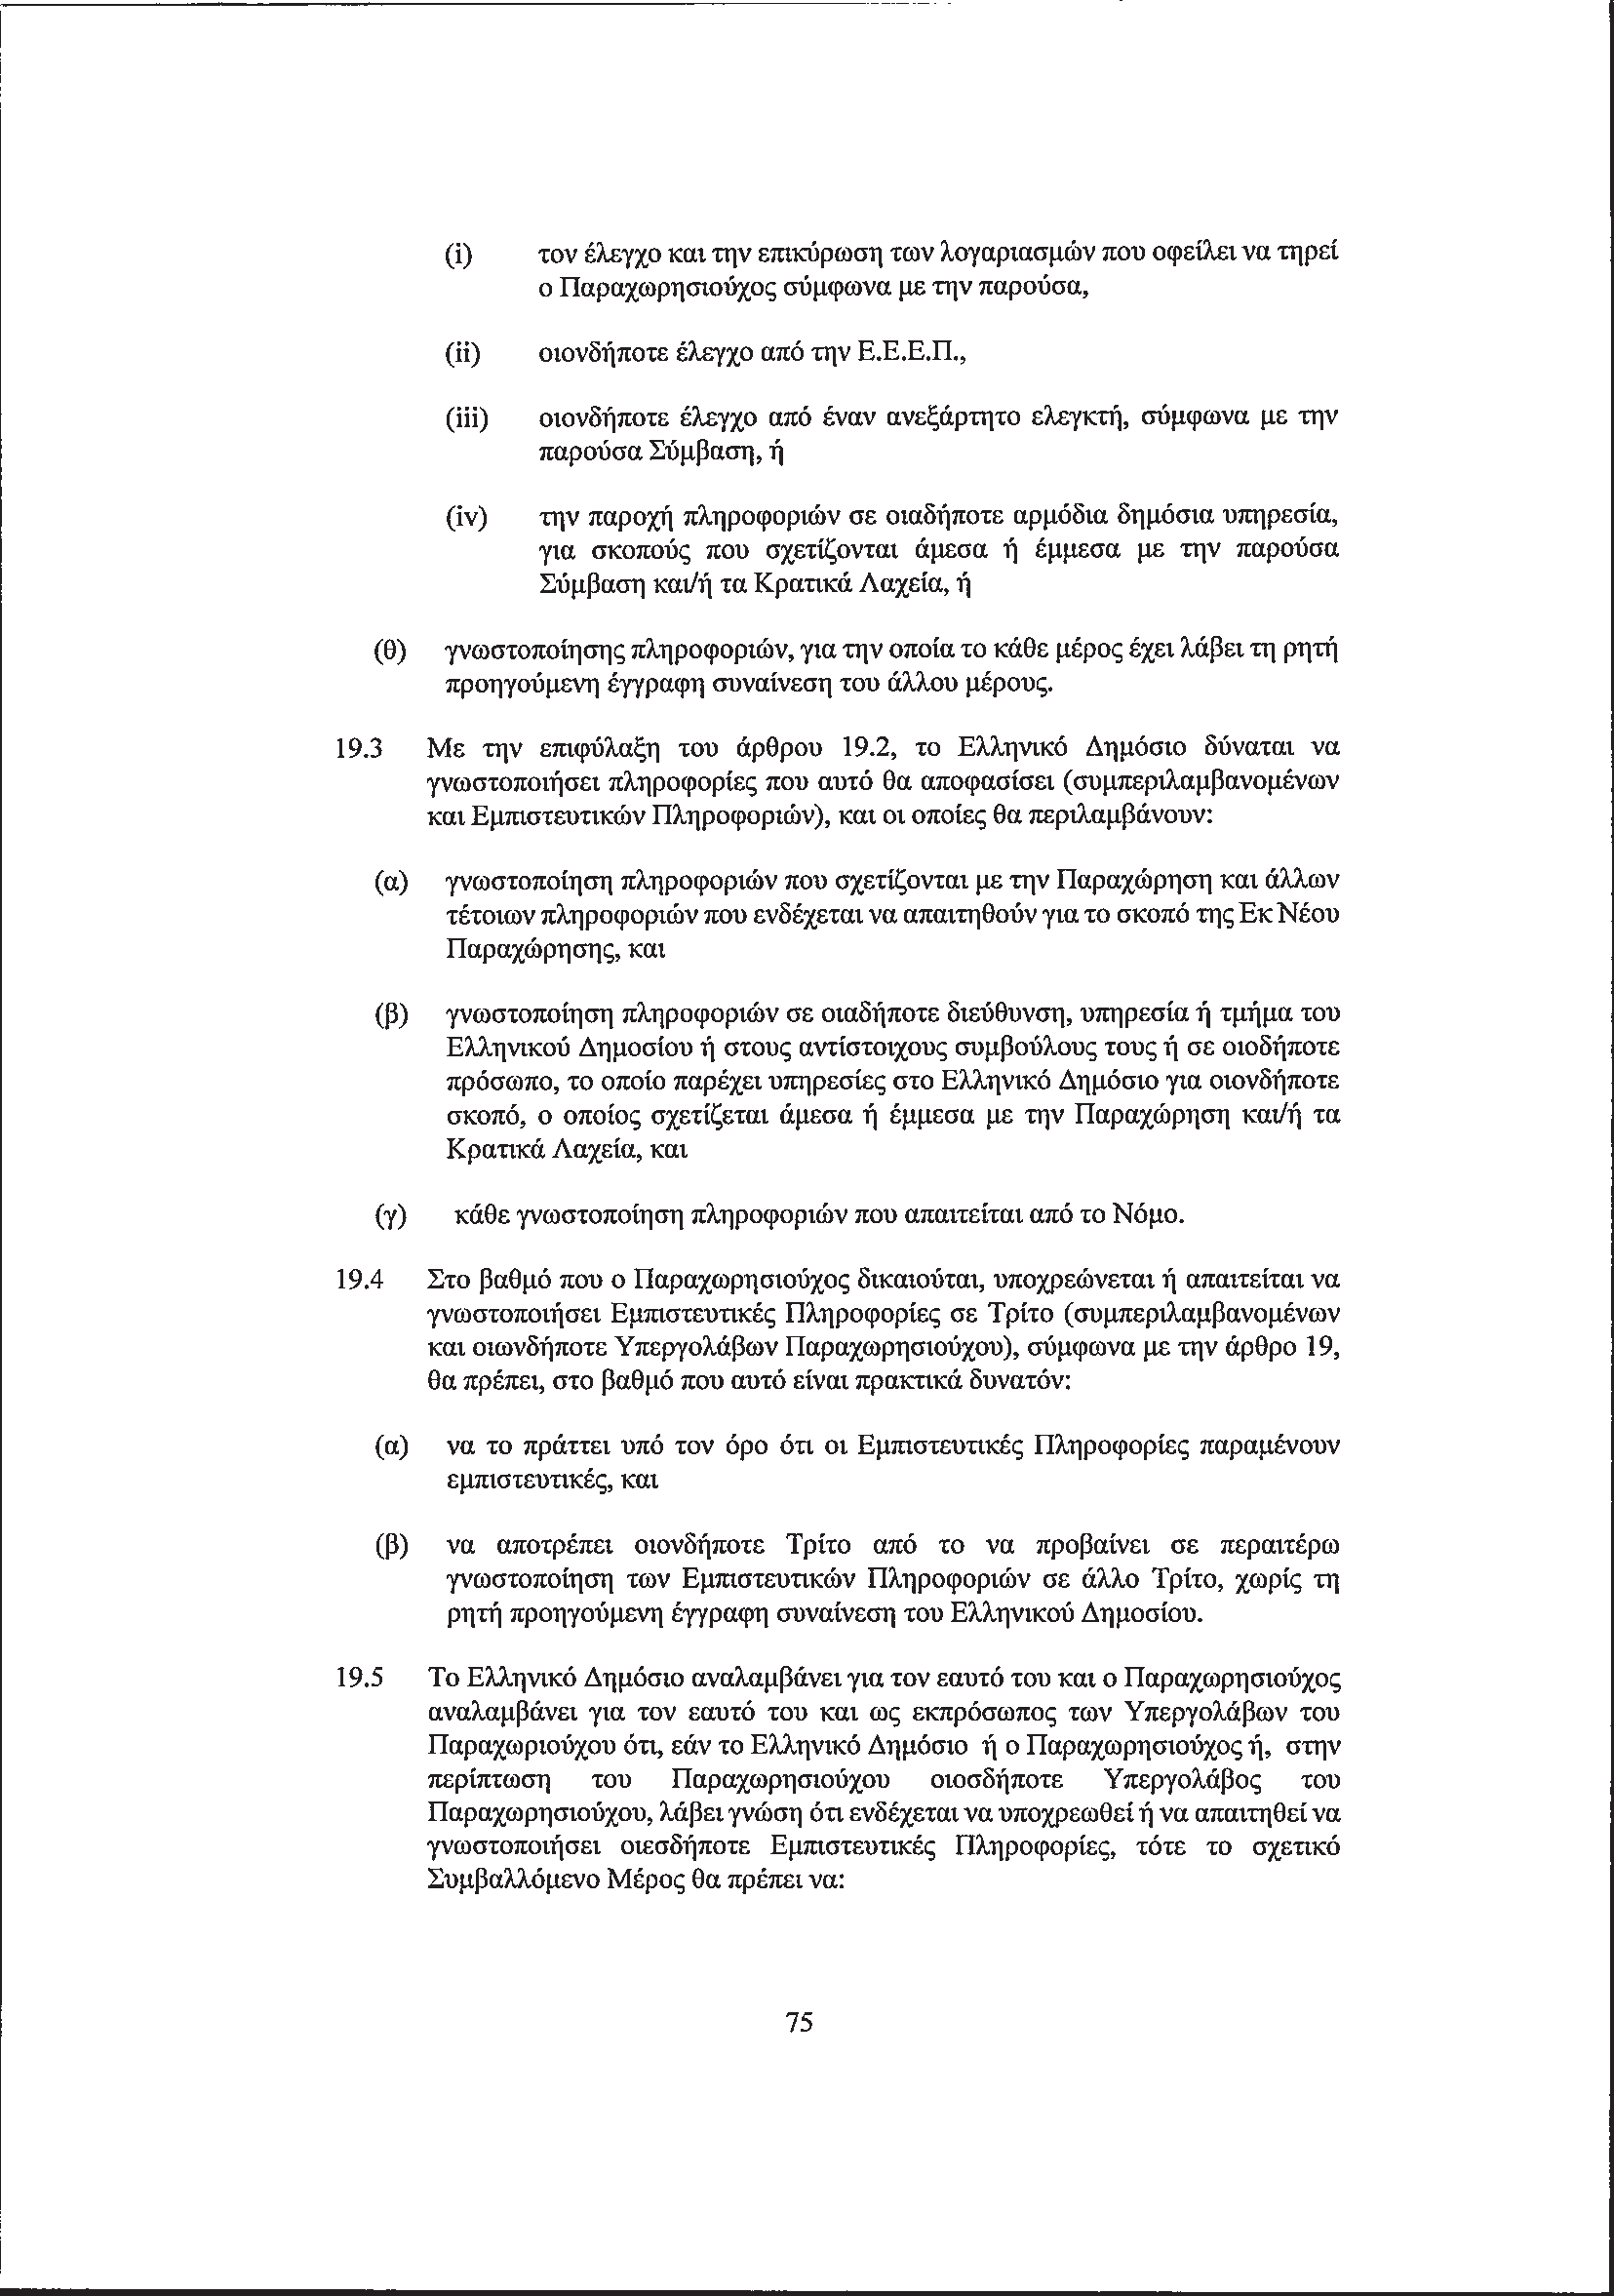 (i) τον έλεγχο και την επικύρωση των λογαριασμών που οφείλει να τηρεί
ο Παραχωρησιούχος σύμφωνα με την παρούσα,
(ii) οιονδήποτε έλεγχο από την Ε.Ε.Ε.Π.,
(iii) οιονδήποτε έλεγχο από έναν ανεξάρτητο ελεγκτή, σύμφωνα με την
παρούσα Σύμβαση, ή
(iv) την παροχή πληροφοριών σε οιαδήποτε αρμόδια δημόσια υπηρεσία,
για σκοπούς που σχετίζονται άμεσα ή έμμεσα με την παρούσα
Σύμβαση και/ή τα Κρατικά Λαχεία, ή
(θ) γνωστοποίησης πληροφοριών, για την οποία το κάθε μέρος έχει λάβει τη ρητή
προηγούμενη έγγραφη συναίνεση του άλλου μέρους.
19.3 Με την επιφύλαξη του άρθρου 19.2, το Ελληνικό Δημόσιο δύναται να
γνωστοποιήσει πληροφορίες που αυτό θα αποφασίσει (συμπεριλαμβανομένων
και Εμπιστευτικών Πληροφοριών), και οι οποίες θα περιλαμβάνουν:
(α) γνωστοποίηση πληροφοριών που σχετίζονται με την Παραχώρηση και άλλων
τέτοιων πληροφοριών που ενδέχεται να απαιτηθούν για το σκοπό της Εκ Νέου
Παραχώρησης, και
(β) γνωστοποίηση πληροφοριών σε οιαδήποτε διεύθυνση, υπηρεσία ή τμήμα του
Ελληνικού Δημοσίου ή στους αντίστοιχους συμβούλους τους ή σε οιοδήποτε
πρόσωπο, το οποίο παρέχει υπηρεσίες στο Ελληνικό Δημόσιο για οιονδήποτε
σκοπό, ο οποίος σχετίζεται άμεσα ή έμμεσα με την Παραχώρηση και/ή τα
Κρατικά Λαχεία, και
(γ) κάθε γνωστοποίηση πληροφοριών που απαιτείται από το Νόμο.
19.4 Στο βαθμό που ο Παραχωρησιούχος δικαιούται, υποχρεώνεται ή απαιτείται να
γνωστοποιήσει Εμπιστευτικές Πληροφορίες σε Τρίτο (συμπεριλαμβανομένων
και οιωνδήποτε Υπεργολάβων Παραχωρησιούχου), σύμφωνα με την άρθρο 19,
θα πρέπει, στο βαθμό που αυτό είναι πρακτικά δυνατόν:
(α) να το πράττει υπό τον όρο ότι οι Εμπιστευτικές Πληροφορίες παραμένουν
εμπιστευτικές, και
(β) να αποτρέπει οιονδήποτε Τρίτο από το να προβαίνει σε περαιτέρω
γνωστοποίηση των Εμπιστευτικών Πληροφοριών σε άλλο Τρίτο, χωρίς τη
ρητή προηγούμενη έγγραφη συναίνεση του Ελληνικού Δημοσίου.
19.5 Το Ελληνικό Δημόσιο αναλαμβάνει για τον εαυτό του και ο Παραχωρησιούχος
αναλαμβάνει για τον εαυτό του και ως εκπρόσωπος των Υπεργολάβων του
Παραχωριούχου ότι, εάν το Ελληνικό Δημόσιο ή ο Παραχωρησιούχος ή, στην
περίπτωση του Παραχωρησιούχου οιοσδήποτε Υπεργολάβος του
Παραχωρησιούχου, λάβει γνώση ότι ενδέχεται να υποχρεωθεί ή να απαιτηθεί να
γνωστοποιήσει οιεσδήποτε Εμπιστευτικές Πληροφορίες, τότε το σχετικό
Συμβαλλόμενο Μέρος θα πρέπει να:
75